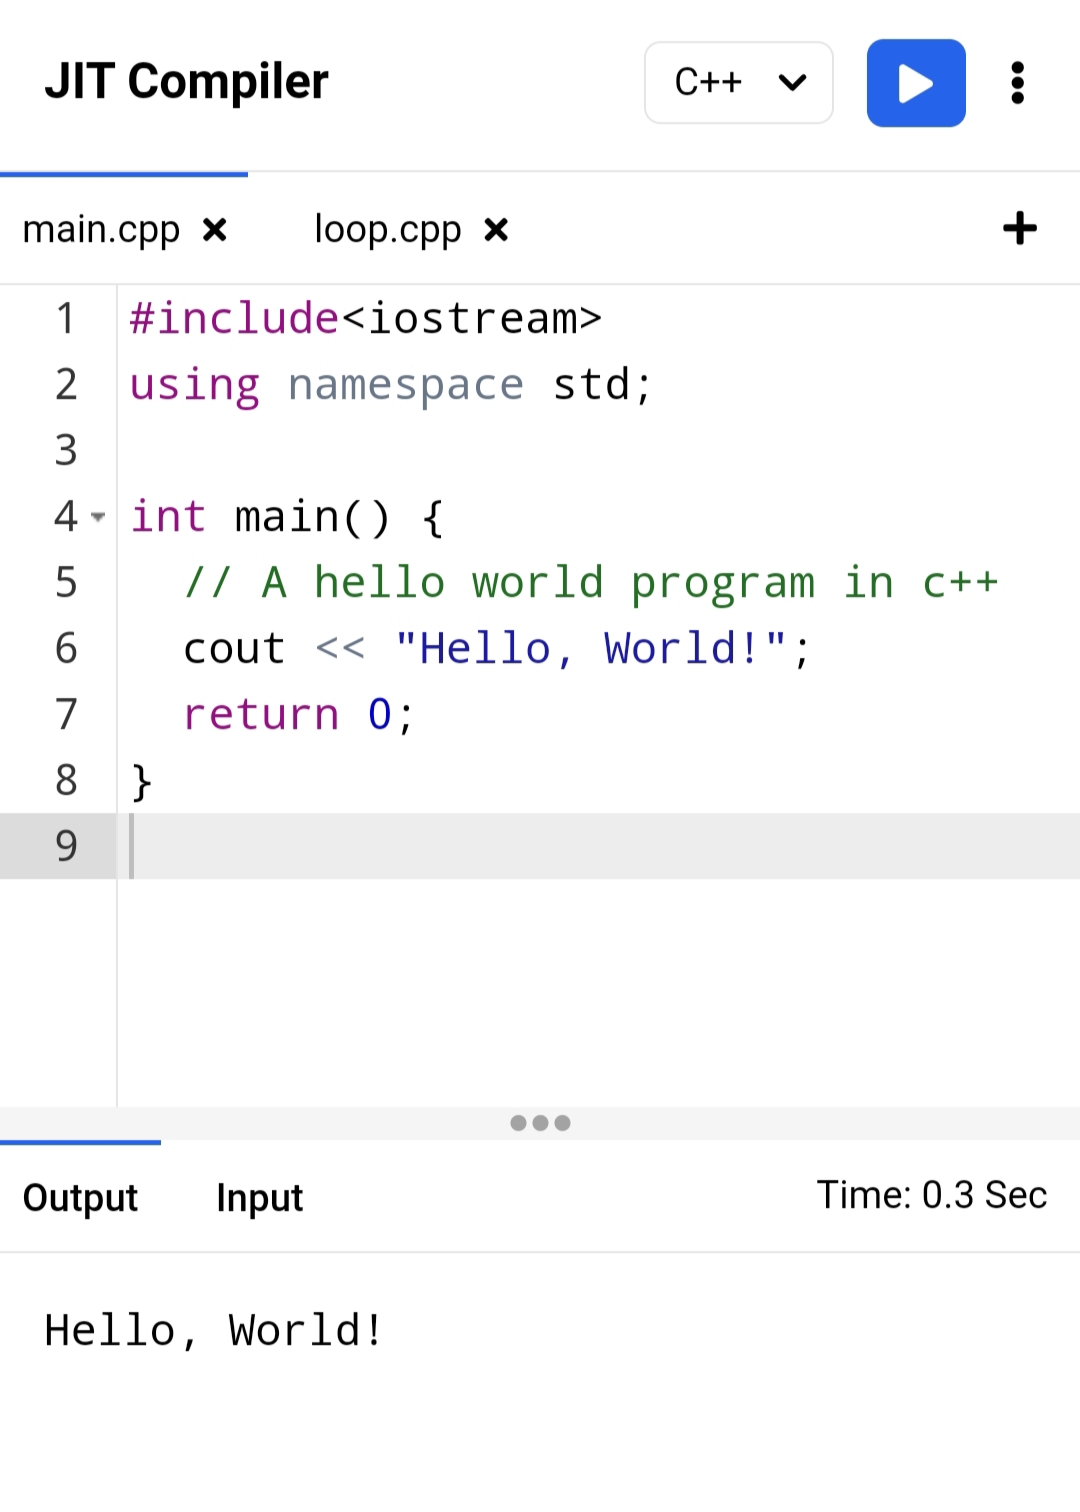 JIT Compiler C++
main.cpp × loop.cpp × +
1 #include<iostream>
2 using namespace std;
3
4 int main() {
5   // A hello world program in c++
6   cout << "Hello, World!";
7   return 0;
8 }
9
Output Input Time: 0.3 Sec
Hello, World!